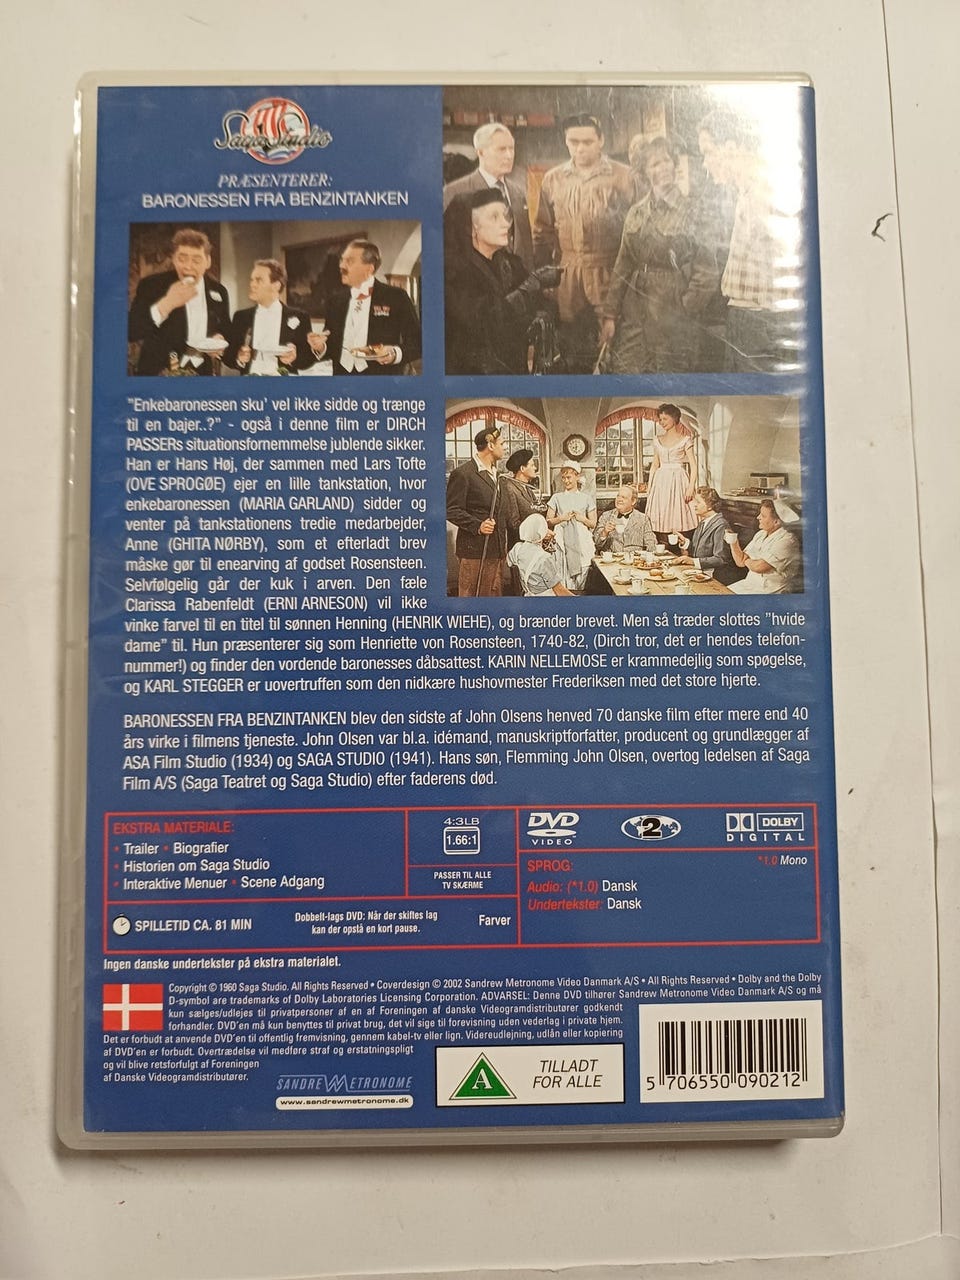 Saga Studio
PRÆSENTERER:
BARONESSEN FRA BENZINTANKEN
"Enkebaronessen sku' vel ikke sidde og trænge
til en bajer..?" - også i denne film er DIRCH
PASSERs situationsfornemmelse jublende sikker.
Han er Hans Høj, der sammen med Lars Tofte
(OVE SPROGØE) ejer en lille tankstation, hvor
enkebaronessen (MARIA GARLAND) sidder og
venter på tankstationens tredie medarbejder,
Anne (GHITA NØRBY), som et efterladt brev
måske gør til enearving af godset Rosensteen.
Selvfølgelig går der kuk i arven. Den fæle
Clarissa Rabenfeldt (ERNI ARNESON) vil ikke
vinke farvel til en titel til sønnen Henning (HENRIK WIEHE), og brænder brevet. Men så træder slottes "hvide
dame" til. Hun præsenterer sig som Henriette von Rosensteen, 1740-82, (Dirch tror, det er hendes telefon-
nummer!) og finder den vordende baronesses dåbsattest. KARIN NELLEMOSE er krammedejlig som spøgelse,
og KARL STEGGER er uovertruffen som den nidkære hushovmester Frederiksen med det store hjerte.
BARONESSEN FRA BENZINTANKEN blev den sidste af John Olsens henved 70 danske film efter mere end 40
års virke i filmens tjeneste. John Olsen var bl.a. idémand, manuskriptforfatter, producent og grundlægger af
ASA Film Studio (1934) og SAGA STUDIO (1941). Hans søn, Flemming John Olsen, overtog ledelsen af Saga
Film A/S (Saga Teatret og Saga Studio) efter faderens død.
EKSTRA MATERIALE:
• Trailer • Biografier
• Historien om Saga Studio
• Interaktive Menuer • Scene Adgang
4:3LB
1.66:1
PASSER TIL ALLE
TV SKÆRME
DVD
VIDEO
2
DOLBY
DIGITAL
SPROG:
*1.0 Mono
Audio: (*1.0) Dansk
Undertekster: Dansk
SPILLETID CA. 81 MIN
Dobbelt-lags DVD: Når der skiftes lag
kan der opstå en kort pause.
Farver
Ingen danske undertekster på ekstra materialet.
Copyright © 1960 Saga Studio. All Rights Reserved • Coverdesign © 2002 Sandrew Metronome Video Danmark A/S • All Rights Reserved • Dolby and the Dolby
D-symbol are trademarks of Dolby Laboratories Licensing Corporation. ADVARSEL: Denne DVD tilhører Sandrew Metronome Video Danmark A/S og må
kun sælges/udlejes til privatpersoner af en af Foreningen af danske Videogramdistributører godkendt
forhandler. DVD'en må kun benyttes til privat brug, det vil sige til forevisning uden vederlag i private hjem.
Det er forbudt at anvende DVD'en til offentlig fremvisning, gennem kabel-tv eller lign. Videreudlejning, udlån eller kopiering
af DVD'en er forbudt. Overtrædelse vil medføre straf og erstatningspligt
og vil blive retsforfulgt af Foreningen
af Danske Videogramdistributører.
SANDREW METRONOME
www.sandrewmetronome.dk
A
TILLADT
FOR ALLE
5 706550 090212